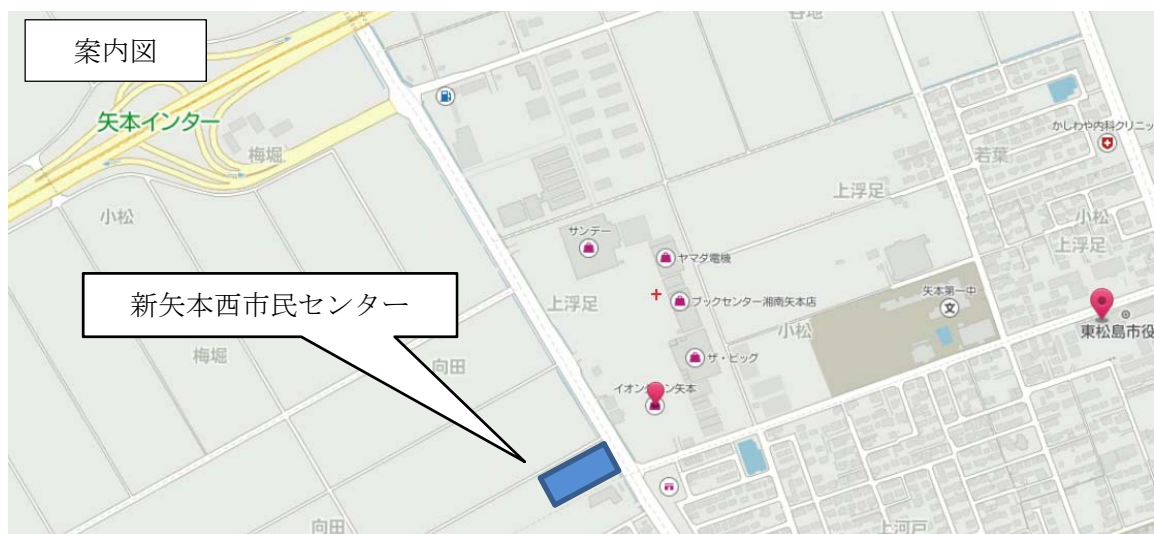 案内図
谷地
矢本インター
梅堀
かしわや内科クリニッ
若葉
上浮足
小松
小松
上浮足
サンデー
ヤマダ電機
新矢本西市民センター
上浮足
ブックセンター湘南矢本店
矢本第一中
文
小松
東松島市役
梅堀
向田
ザ・ビッグ
イオンタウン矢本
向田
上河戸